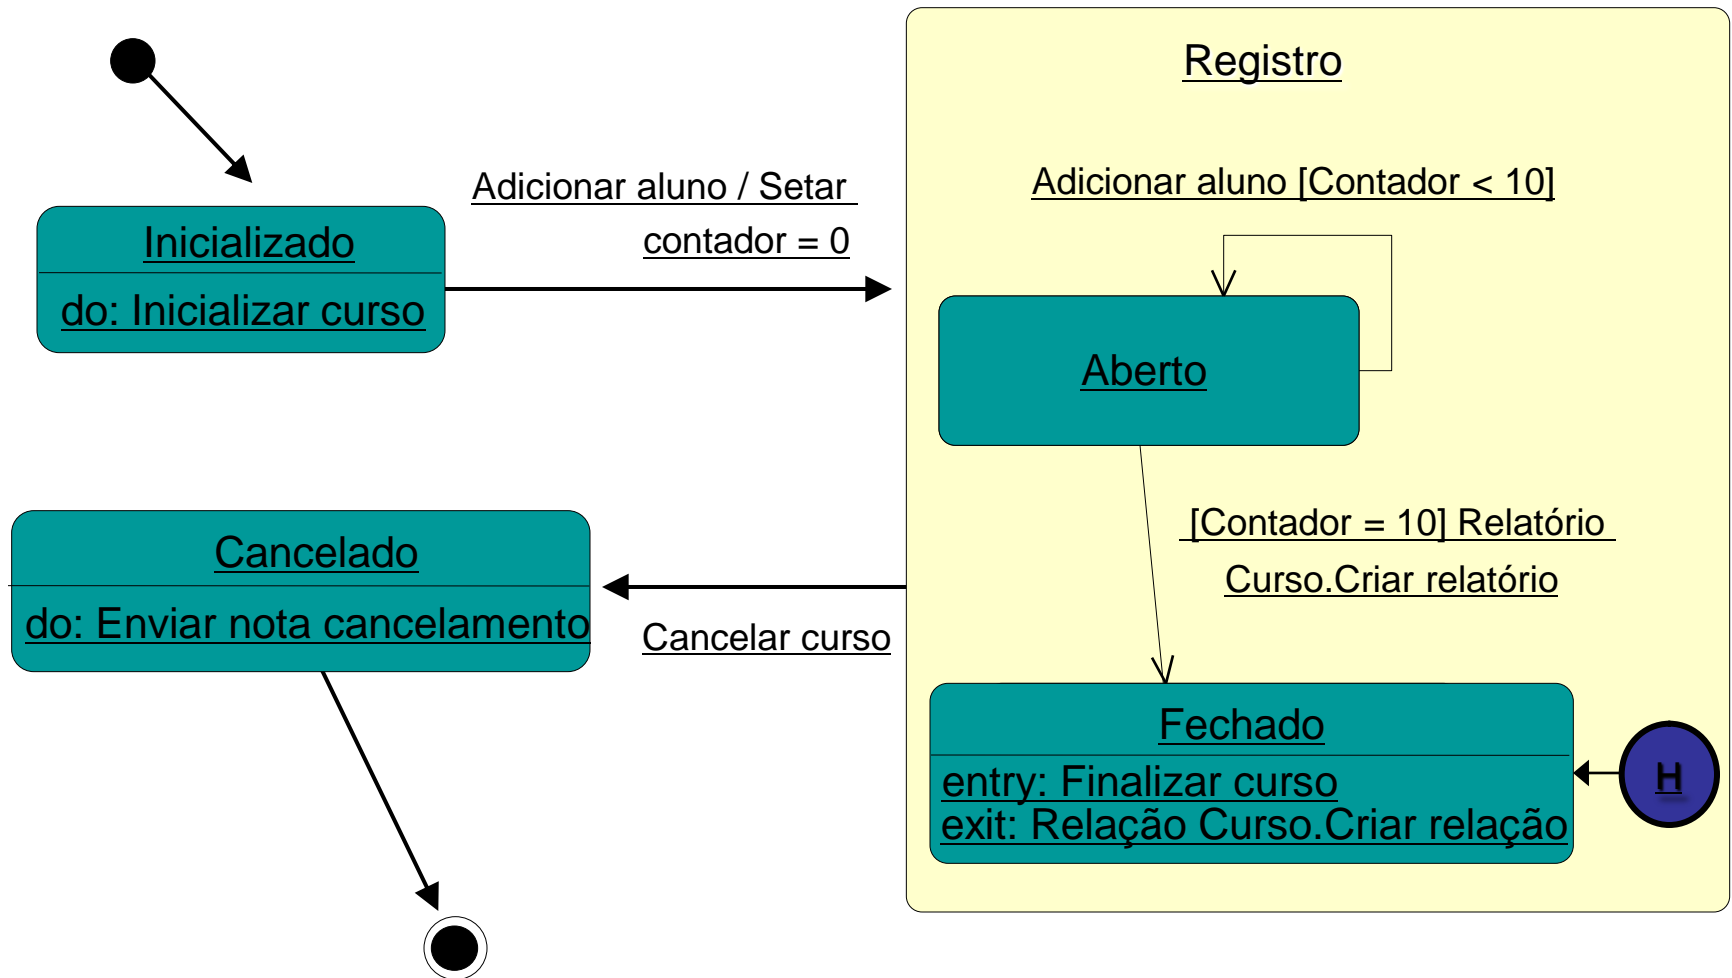 Registro
Adicionar aluno / Setar
contador = 0
Adicionar aluno [Contador < 10]
Inicializado
do: Inicializar curso
Aberto
[Contador = 10] Relatório
Curso.Criar relatório
Cancelado
do: Enviar nota cancelamento
Cancelar curso
Fechado
entry: Finalizar curso
exit: Relação Curso.Criar relação
H